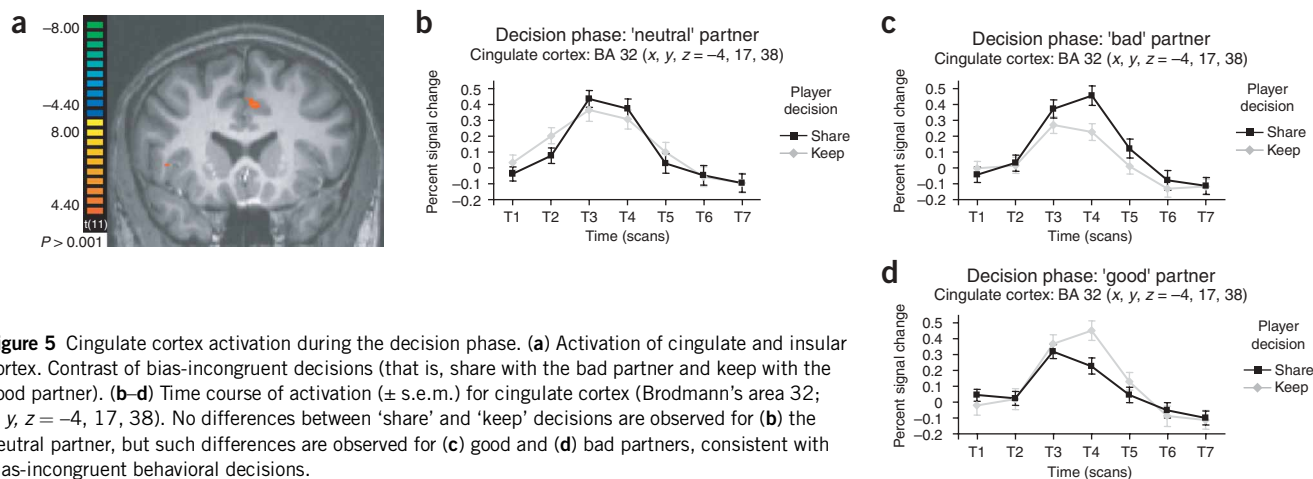 a
−8.00
−4.40
8.00
4.40
t(11)
P > 0.001
b
Decision phase: 'neutral' partner
Cingulate cortex: BA 32 (x, y, z = −4, 17, 38)
Percent signal change
0.5
0.4
0.3
0.2
0.1
0
−0.1
−0.2
T1 T2 T3 T4 T5 T6 T7
Time (scans)
Player
decision
Share
Keep
c
Decision phase: 'bad' partner
Cingulate cortex: BA 32 (x, y, z = −4, 17, 38)
Percent signal change
0.5
0.4
0.3
0.2
0.1
0
−0.1
−0.2
T1 T2 T3 T4 T5 T6 T7
Time (scans)
Player
decision
Share
Keep
d
Decision phase: 'good' partner
Cingulate cortex: BA 32 (x, y, z = −4, 17, 38)
Percent signal change
0.5
0.4
0.3
0.2
0.1
0
−0.1
−0.2
T1 T2 T3 T4 T5 T6 T7
Time (scans)
Player
decision
Share
Keep
igure 5 Cingulate cortex activation during the decision phase. (a) Activation of cingulate and insular
ortex. Contrast of bias-incongruent decisions (that is, share with the bad partner and keep with the
ood partner). (b–d) Time course of activation (± s.e.m.) for cingulate cortex (Brodmann's area 32;
y, z = −4, 17, 38). No differences between 'share' and 'keep' decisions are observed for (b) the
eutral partner, but such differences are observed for (c) good and (d) bad partners, consistent with
as-incongruent behavioral decisions.